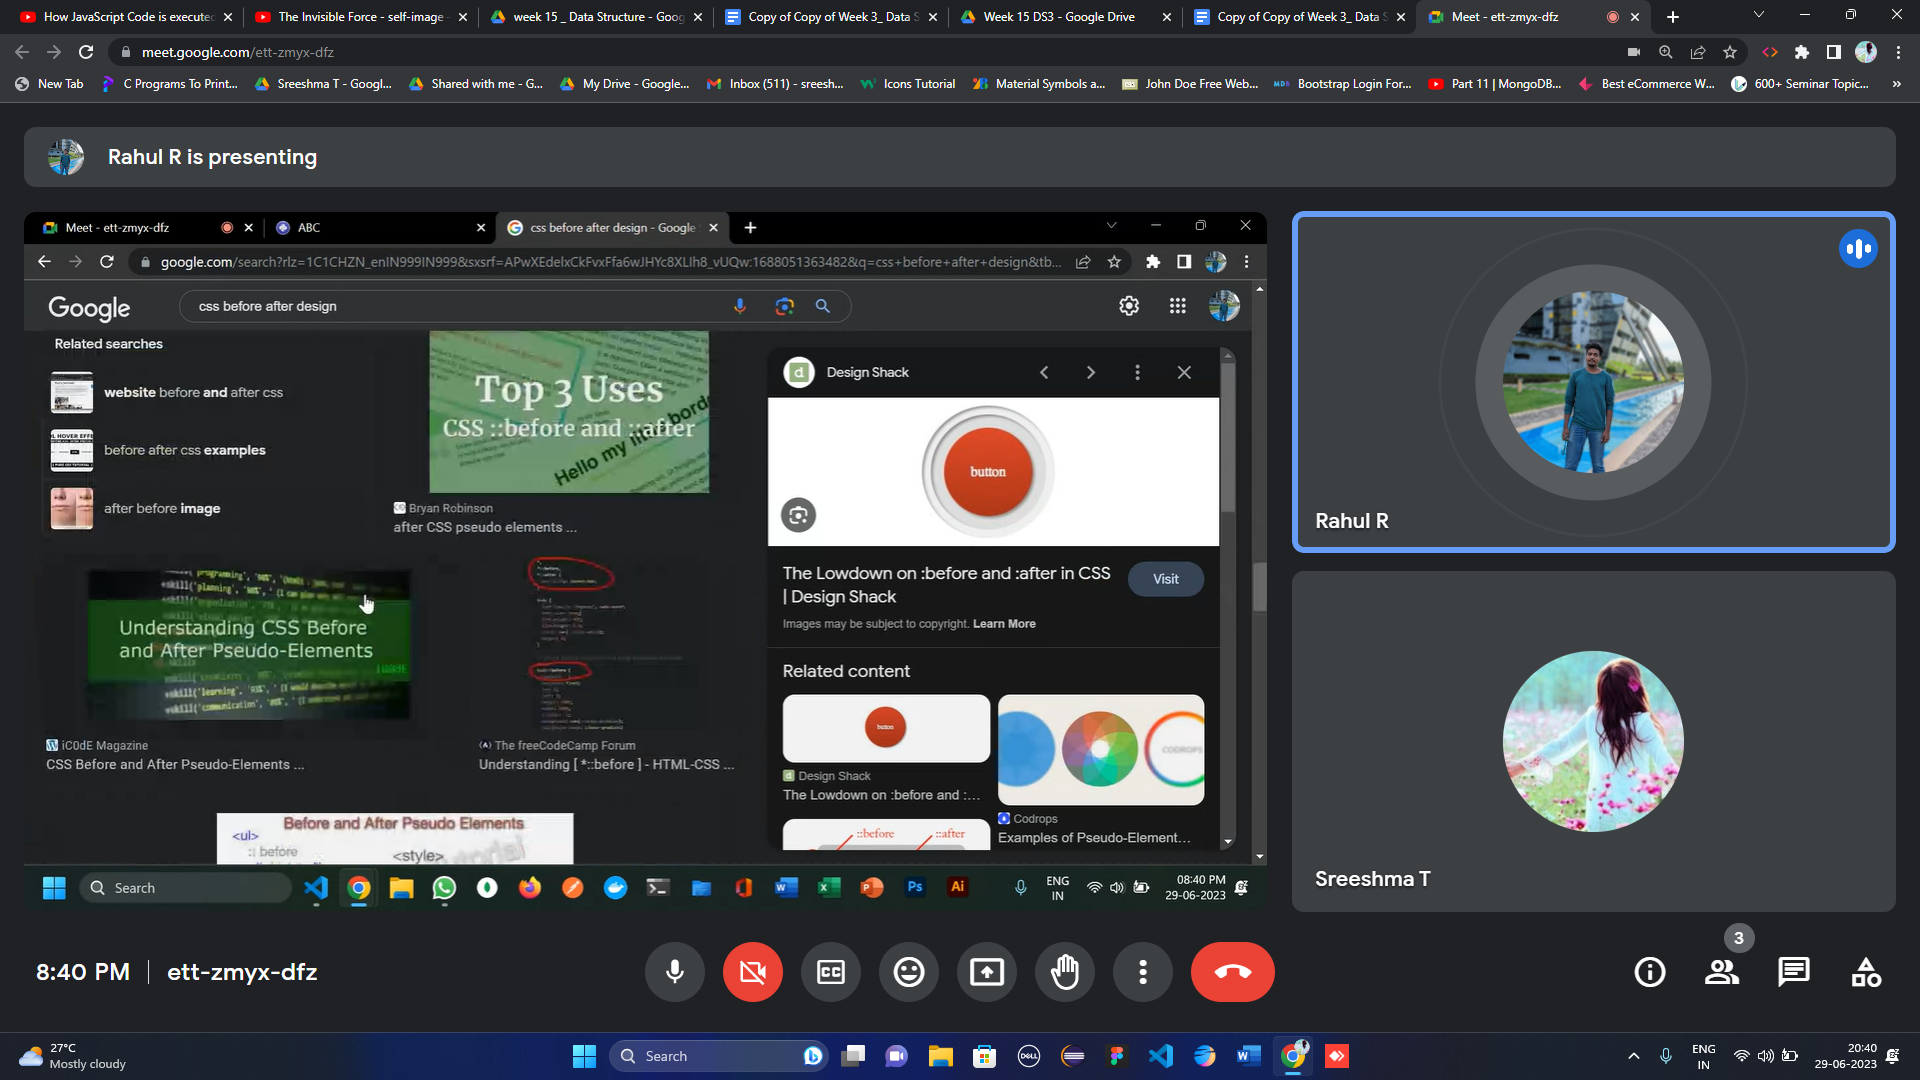 How JavaScript Code is execute
The Invisible Force - self-image
week 15 _ Data Structure - Goog
Copy of Copy of Week 3_ Data S
Week 15 DS3 - Google Drive
Copy of Copy of Week 3_ Data S
Meet - ett-zmyx-dfz
meet.google.com/ett-zmyx-dfz
New Tab
C Programs To Print...
Sreeshma T - Googl...
Shared with me - G...
My Drive - Google...
Inbox (511) - sreesh...
Icons Tutorial
Material Symbols a...
John Doe Free Web...
Bootstrap Login For...
Part 11 | MongoDB...
Best eCommerce W...
600+ Seminar Topic...
Rahul R is presenting
Meet - ett-zmyx-dfz
ABC
css before after design - Google
google.com/search?rlz=1C1CHZN_enIN999IN999&sxsrf=APwXEdelxCkFvxFfa6wJHYc8XLIh8_vUQw:1688051363482&q=css+before+after+design&tb...
Google
css before after design
Related searches
website before and after css
before after css examples
after before image
Top 3 Uses
CSS ::before and ::after
Hello my little bord
Bryan Robinson
after CSS pseudo elements ...
Understanding CSS Before
and After Pseudo-Elements
iC0dE Magazine
CSS Before and After Pseudo-Elements ...
The freeCodeCamp Forum
Understanding [ *::before ] - HTML-CSS ...
Before and After Pseudo Elements
<ul>
:: before
<style>
Design Shack
button
The Lowdown on :before and :after in CSS
| Design Shack
Visit
Images may be subject to copyright. Learn More
Related content
button
Design Shack
The Lowdown on :before and :...
CODROPS
Codrops
Examples of Pseudo-Element...
::before
::after
Search
Ps
Ai
ENG
IN
08:40 PM
29-06-2023
Rahul R
Sreeshma T
8:40 PM
ett-zmyx-dfz
CC
3
27°C
Mostly cloudy
Search
DELL
ENG
IN
20:40
29-06-2023